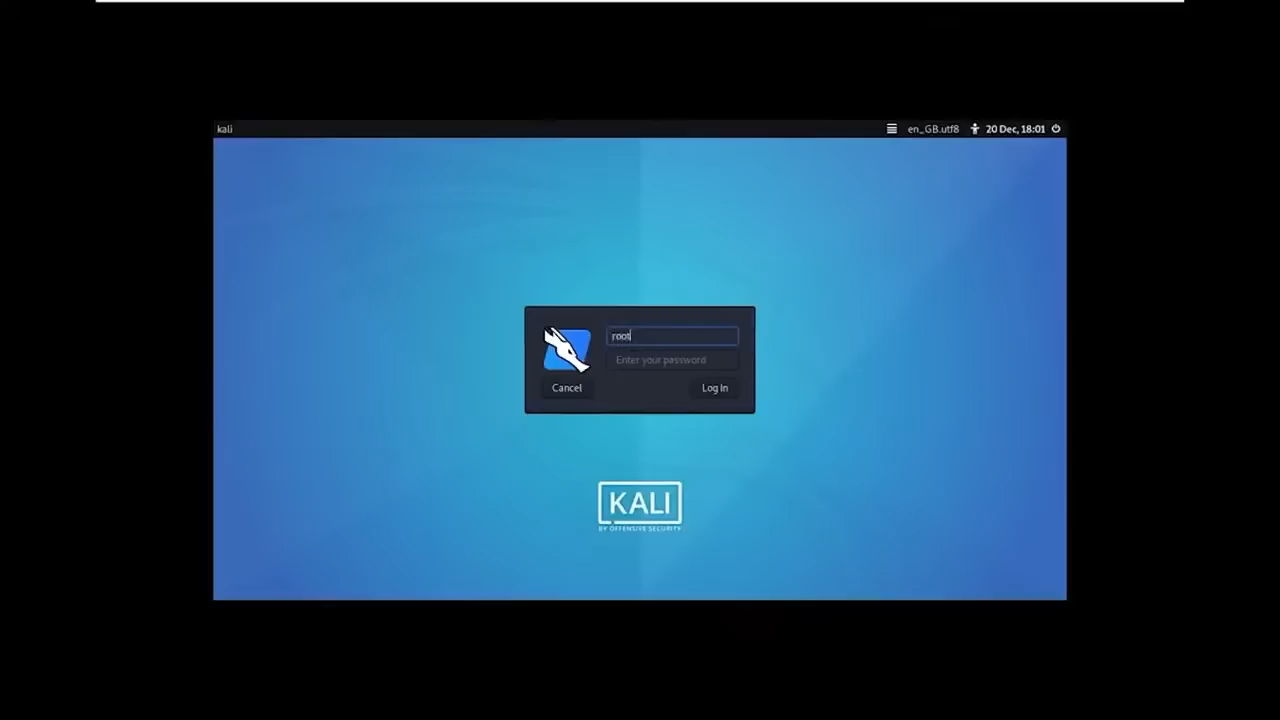 kali
en_GB.utf8
20 Dec, 18:01
root
Enter your password
Cancel
Log In
KALI
BY OFFENSIVE SECURITY